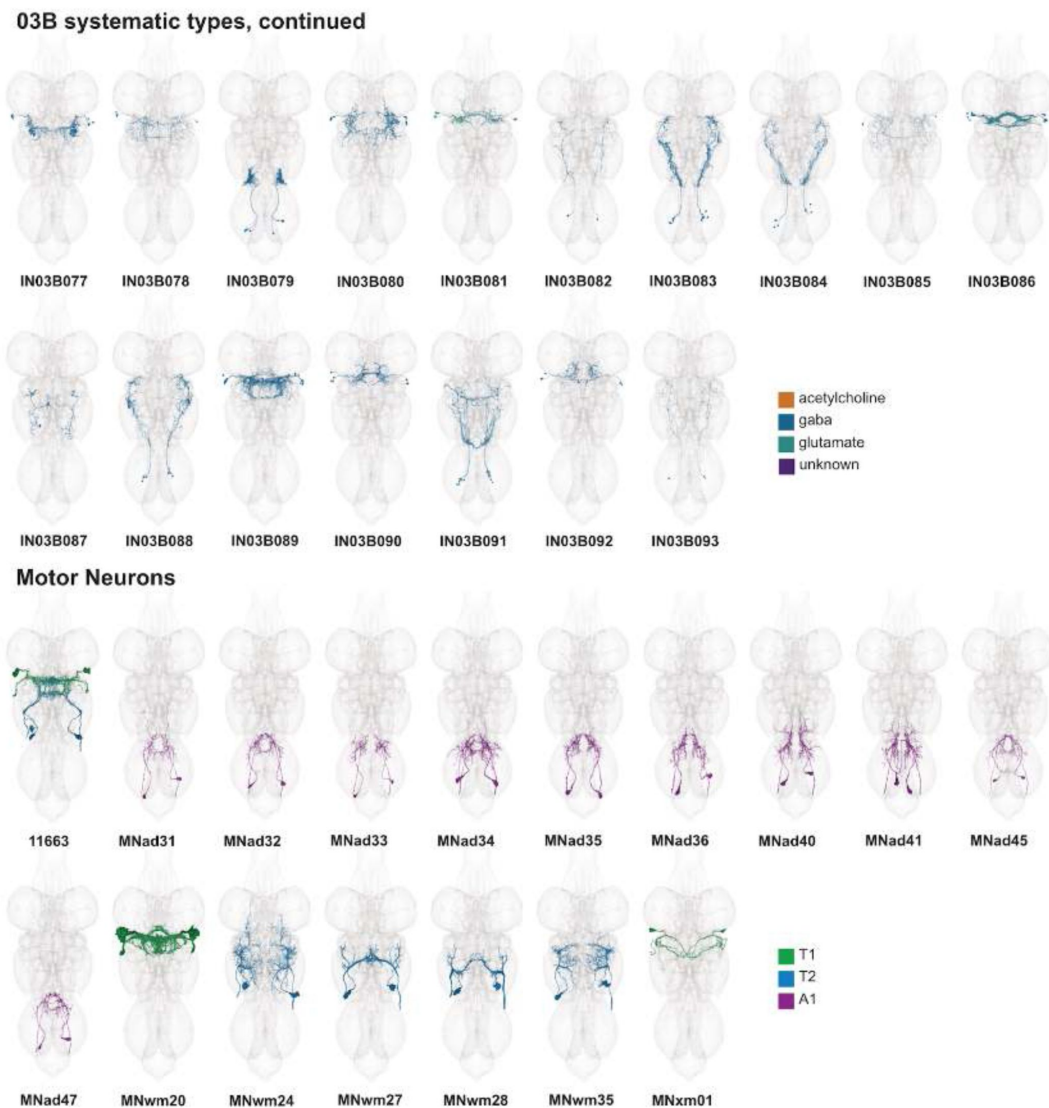 03B systematic types, continued
IN03B077 IN03B078 IN03B079 IN03B080 IN03B081 IN03B082 IN03B083 IN03B084 IN03B085 IN03B086
acetylcholine
gaba
glutamate
unknown
IN03B087 IN03B088 IN03B089 IN03B090 IN03B091 IN03B092 IN03B093
Motor Neurons
11663 MNad31 MNad32 MNad33 MNad34 MNad35 MNad36 MNad40 MNad41 MNad45
T1
T2
A1
MNad47 MNwm20 MNwm24 MNwm27 MNwm28 MNwm35 MNxm01